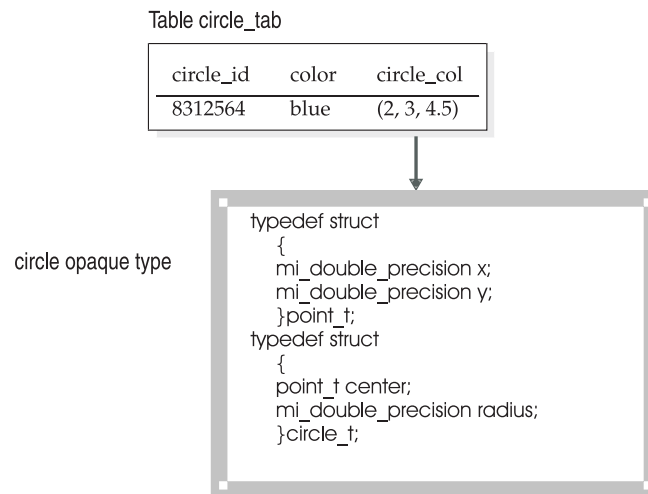 Table circle_tab
circle_id color circle_col
8312564 blue (2, 3, 4.5)
circle opaque type
typedef struct
{
mi_double_precision x;
mi_double_precision y;
}point_t;
typedef struct
{
point_t center;
mi_double_precision radius;
}circle_t;